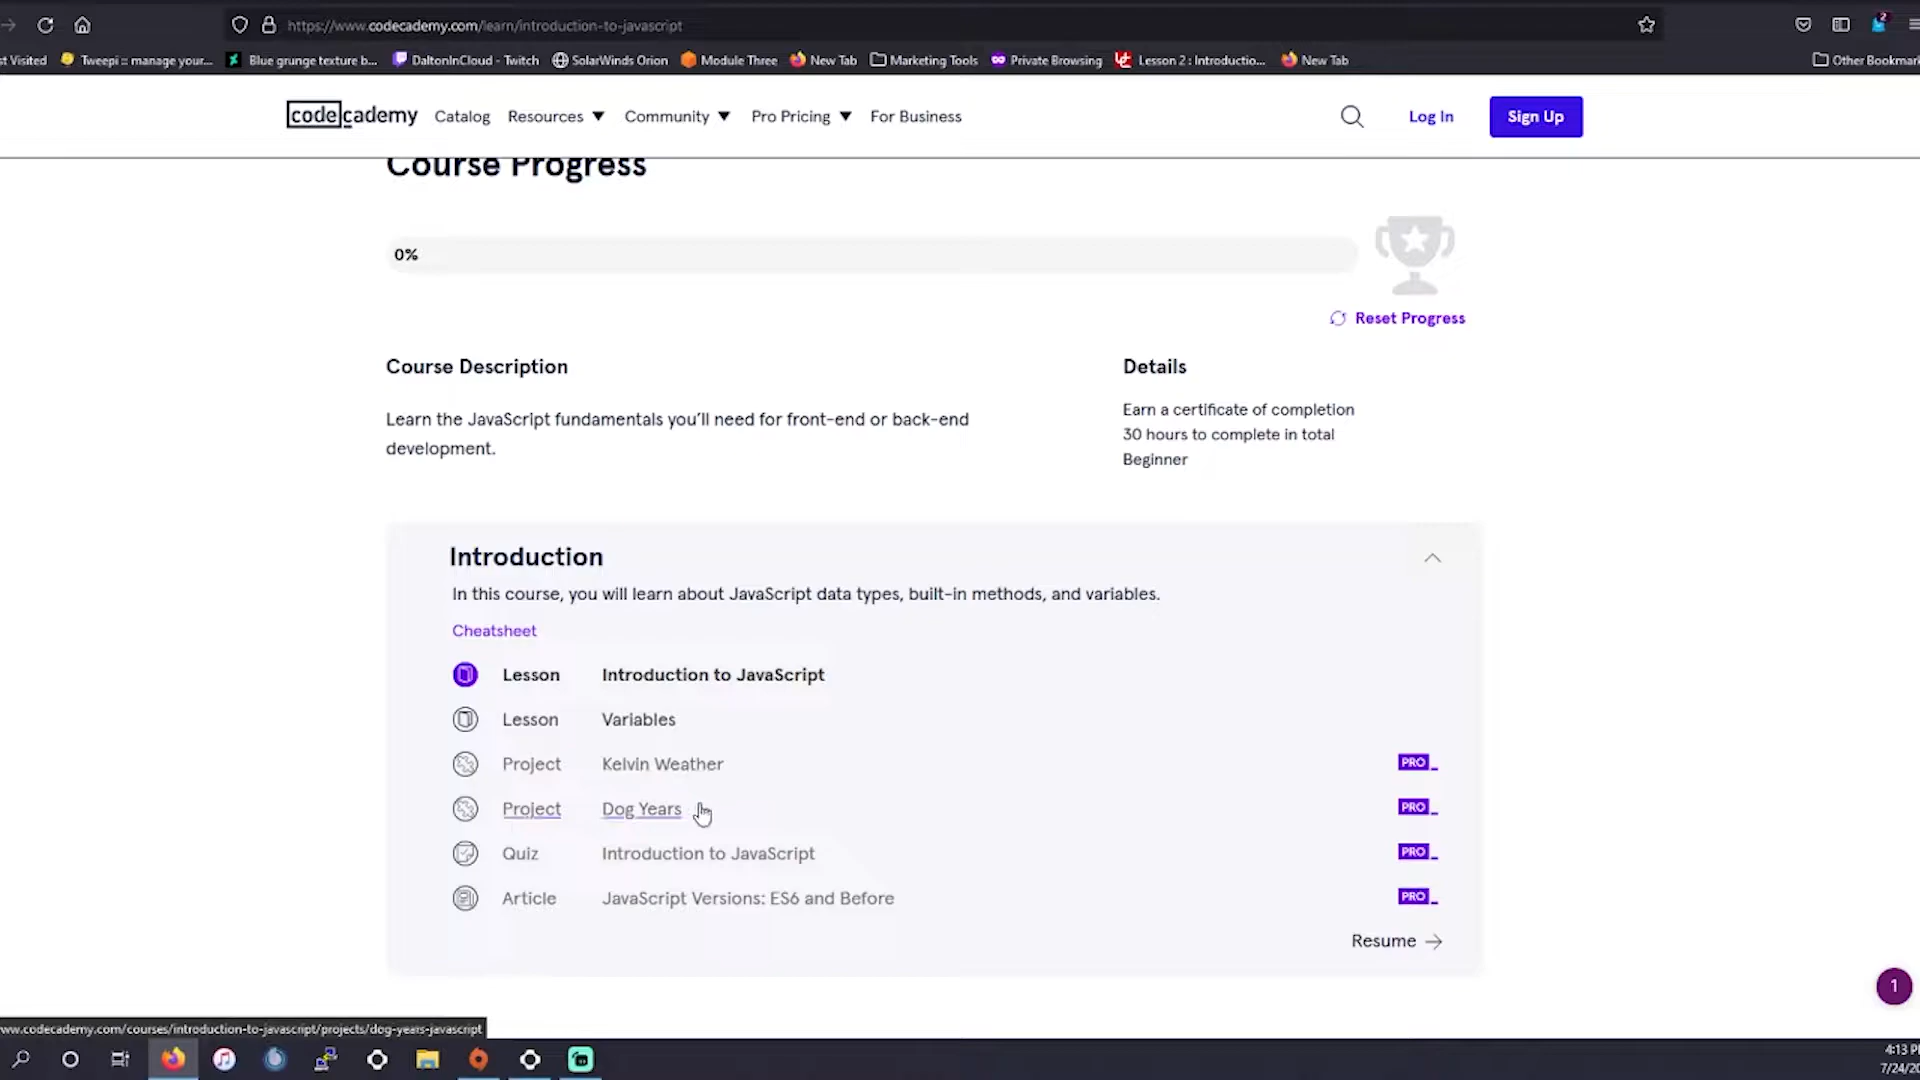 https://www.codecademy.com/learn/introduction-to-javascript
2
st Visited
Tweepi :: manage your...
Blue grunge texture b...
DaltonInCloud - Twitch
SolarWinds Orion
Module Three
New Tab
Marketing Tools
Private Browsing
UC
Lesson 2 : Introductio...
New Tab
Other Bookmar
codecademy
Catalog
Resources
Community
Pro Pricing
For Business
Log In
Sign Up
Course Progress
0%
Reset Progress
Course Description
Details
Learn the JavaScript fundamentals you'll need for front-end or back-end
development.
Earn a certificate of completion
30 hours to complete in total
Beginner
Introduction
In this course, you will learn about JavaScript data types, built-in methods, and variables.
Cheatsheet
Lesson Introduction to JavaScript
Lesson Variables
Project Kelvin Weather PRO
Project Dog Years PRO
Quiz Introduction to JavaScript PRO
Article JavaScript Versions: ES6 and Before PRO
Resume
1
ww.codecademy.com/courses/introduction-to-javascript/projects/dog-years-javascript
4:13 P
7/24/20